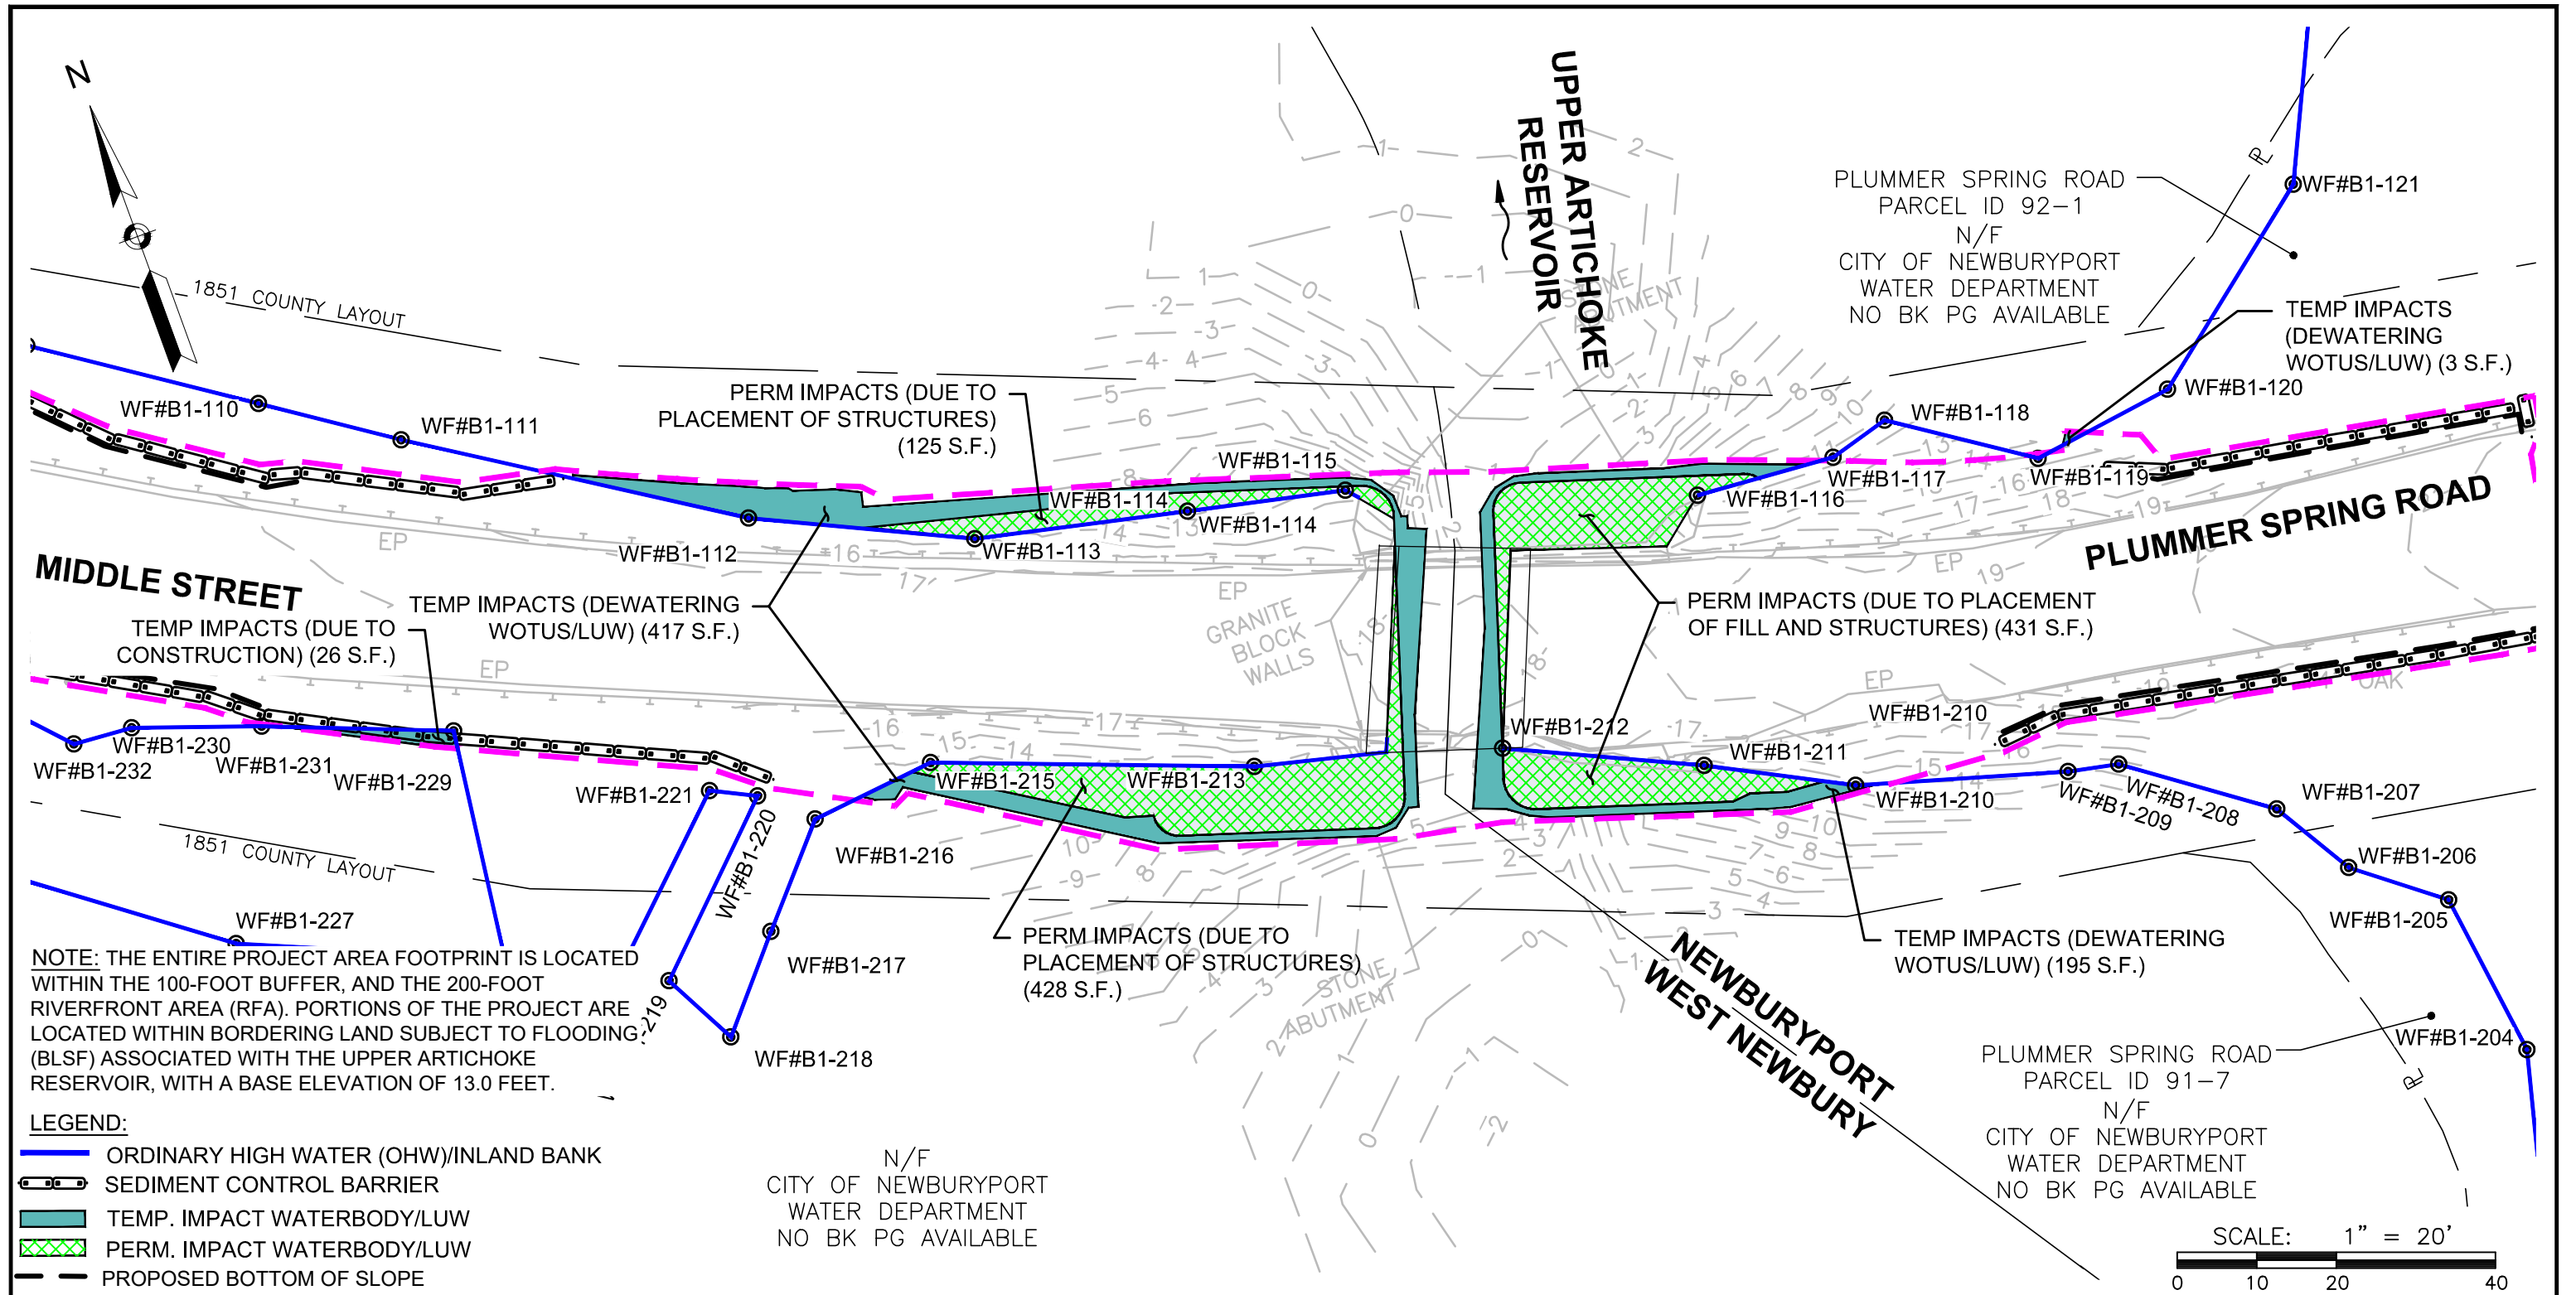 N
1851 COUNTY LAYOUT
UPPER ARTICHOKE
RESERVOIR
STONE
ABUTMENT
PLUMMER SPRING ROAD
PARCEL ID 92-1
N/F
CITY OF NEWBURYPORT
WATER DEPARTMENT
NO BK PG AVAILABLE
WF#B1-121
TEMP IMPACTS
(DEWATERING
WOTUS/LUW) (3 S.F.)
WF#B1-120
WF#B1-110
WF#B1-111
PERM IMPACTS (DUE TO
PLACEMENT OF STRUCTURES)
(125 S.F.)
WF#B1-115
WF#B1-114
WF#B1-114
WF#B1-113
WF#B1-112
WF#B1-118
WF#B1-117
WF#B1-116
WF#B1-119
PLUMMER SPRING ROAD
MIDDLE STREET
EP
EP
EP
EP
EP
TEMP IMPACTS (DUE TO
CONSTRUCTION) (26 S.F.)
TEMP IMPACTS (DEWATERING
WOTUS/LUW) (417 S.F.)
GRANITE
BLOCK
WALLS
PERM IMPACTS (DUE TO PLACEMENT
OF FILL AND STRUCTURES) (431 S.F.)
OAK
WF#B1-232
WF#B1-230
WF#B1-231
WF#B1-229
WF#B1-221
WF#B1-220
WF#B1-215
WF#B1-213
WF#B1-212
WF#B1-211
WF#B1-210
WF#B1-210
WF#B1-209
WF#B1-208
WF#B1-207
WF#B1-206
WF#B1-205
WF#B1-204
WF#B1-216
WF#B1-217
WF#B1-218
-219
WF#B1-227
1851 COUNTY LAYOUT
PERM IMPACTS (DUE TO
PLACEMENT OF STRUCTURES)
(428 S.F.)
STONE
ABUTMENT
TEMP IMPACTS (DEWATERING
WOTUS/LUW) (195 S.F.)
NEWBURYPORT
WEST NEWBURY
PLUMMER SPRING ROAD
PARCEL ID 91-7
N/F
CITY OF NEWBURYPORT
WATER DEPARTMENT
NO BK PG AVAILABLE
N/F
CITY OF NEWBURYPORT
WATER DEPARTMENT
NO BK PG AVAILABLE
NOTE: THE ENTIRE PROJECT AREA FOOTPRINT IS LOCATED
WITHIN THE 100-FOOT BUFFER, AND THE 200-FOOT
RIVERFRONT AREA (RFA). PORTIONS OF THE PROJECT ARE
LOCATED WITHIN BORDERING LAND SUBJECT TO FLOODING
(BLSF) ASSOCIATED WITH THE UPPER ARTICHOKE
RESERVOIR, WITH A BASE ELEVATION OF 13.0 FEET.
LEGEND:
ORDINARY HIGH WATER (OHW)/INLAND BANK
SEDIMENT CONTROL BARRIER
TEMP. IMPACT WATERBODY/LUW
PERM. IMPACT WATERBODY/LUW
PROPOSED BOTTOM OF SLOPE
SCALE: 1" = 20'
0 10 20 40